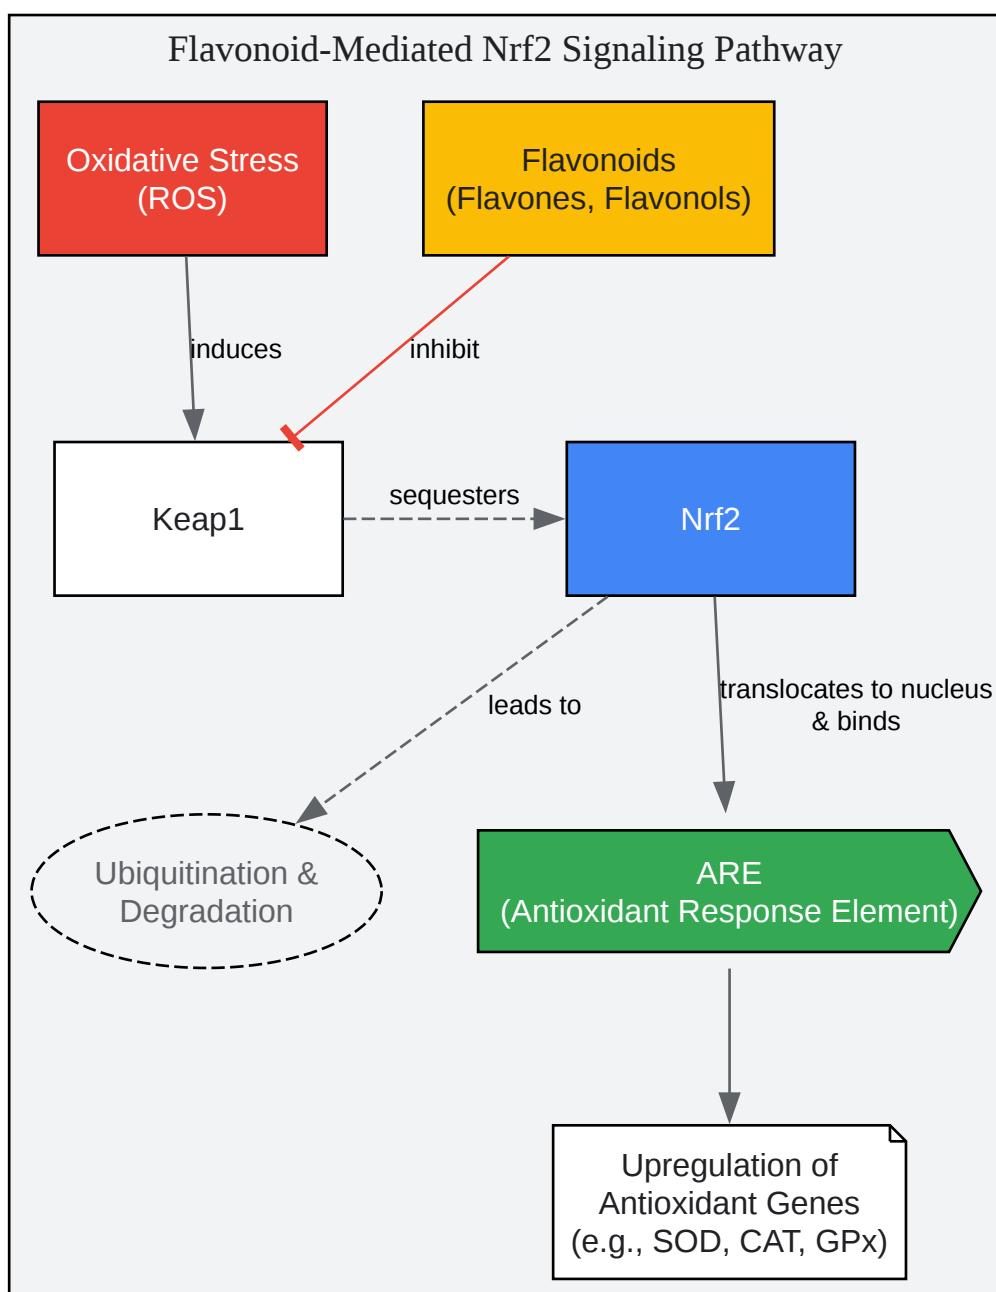 Flavonoid-Mediated Nrf2 Signaling Pathway
Oxidative Stress
(ROS)
Flavonoids
(Flavones, Flavonols)
induces
inhibit
Keap1
sequesters
Nrf2
leads to
translocates to nucleus
& binds
Ubiquitination &
Degradation
ARE
(Antioxidant Response Element)
Upregulation of
Antioxidant Genes
(e.g., SOD, CAT, GPx)